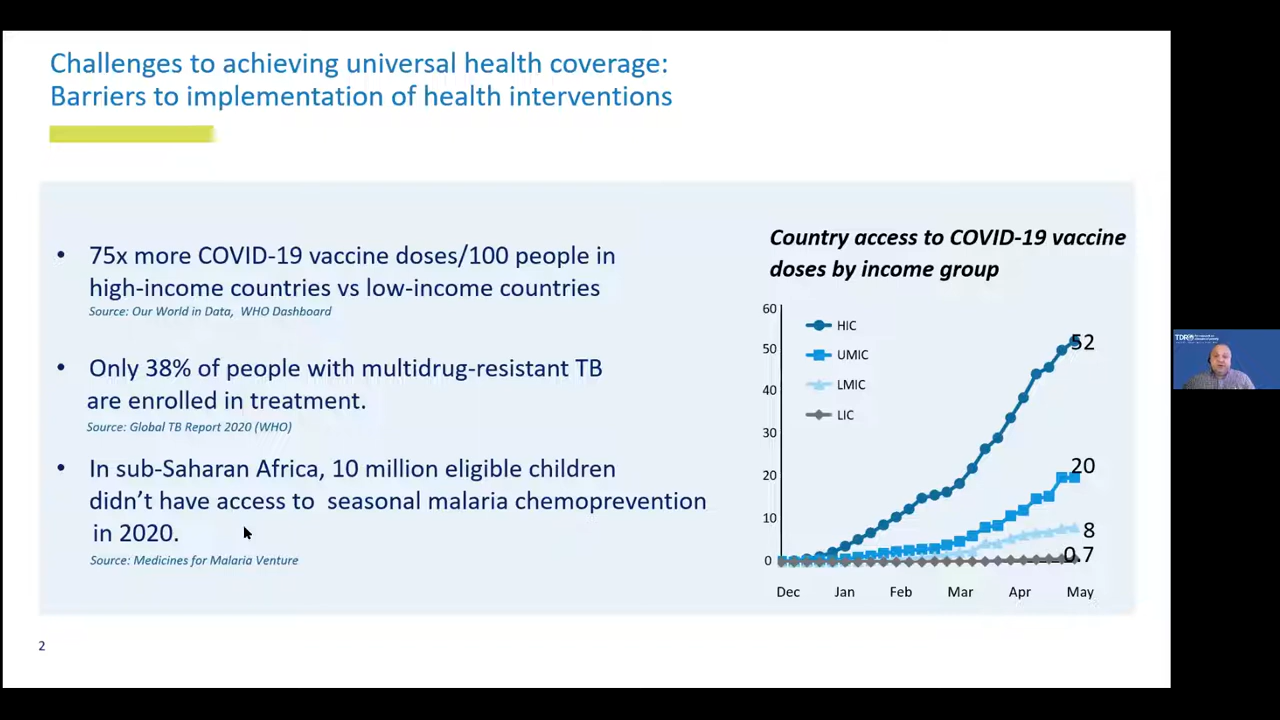 Challenges to achieving universal health coverage:
Barriers to implementation of health interventions
• 75x more COVID-19 vaccine doses/100 people in
high-income countries vs low-income countries
Source: Our World in Data, WHO Dashboard
• Only 38% of people with multidrug-resistant TB
are enrolled in treatment.
Source: Global TB Report 2020 (WHO)
• In sub-Saharan Africa, 10 million eligible children
didn't have access to seasonal malaria chemoprevention
in 2020.
Source: Medicines for Malaria Venture
Country access to COVID-19 vaccine
doses by income group
60
50
40
30
20
10
0
HIC
UMIC
LMIC
LIC
52
20
8
0.7
Dec Jan Feb Mar Apr May
2
TDR